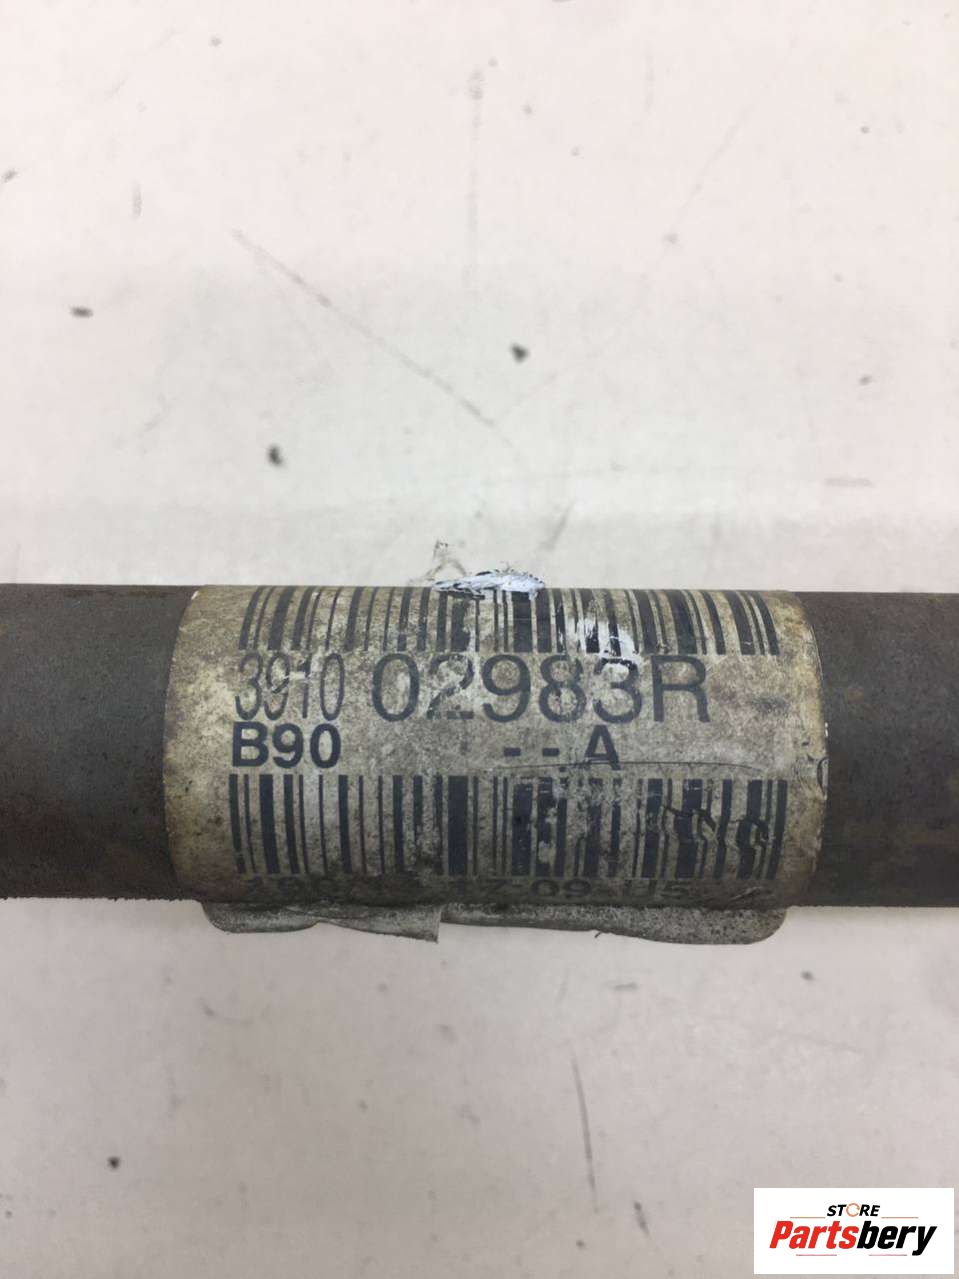 3910 02983R
B90 - - A
STORE
Partsbery